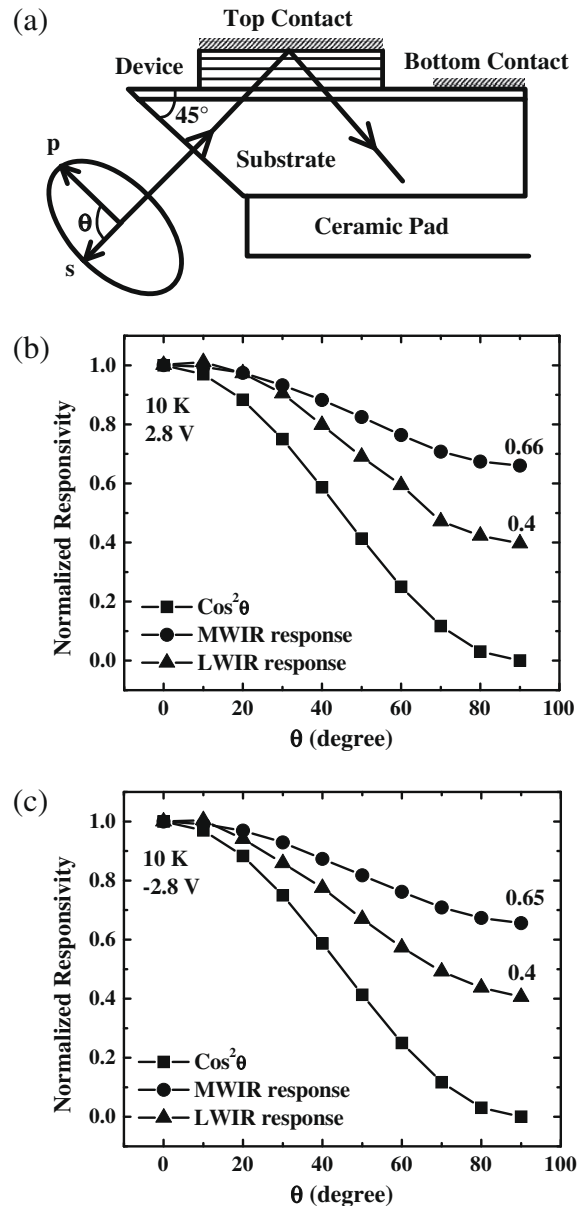 (a)
Top Contact
Device
Bottom Contact
45°
p
Substrate
θ
s
Ceramic Pad
(b)
Normalized Responsivity
1.0
0.8
0.6
0.4
0.2
0.0
10 K
2.8 V
0.66
0.4
Cos²θ
MWIR response
LWIR response
0 20 40 60 80 100
θ (degree)
(c)
Normalized Responsivity
1.0
0.8
0.6
0.4
0.2
0.0
10 K
-2.8 V
0.65
0.4
Cos²θ
MWIR response
LWIR response
0 20 40 60 80 100
θ (degree)